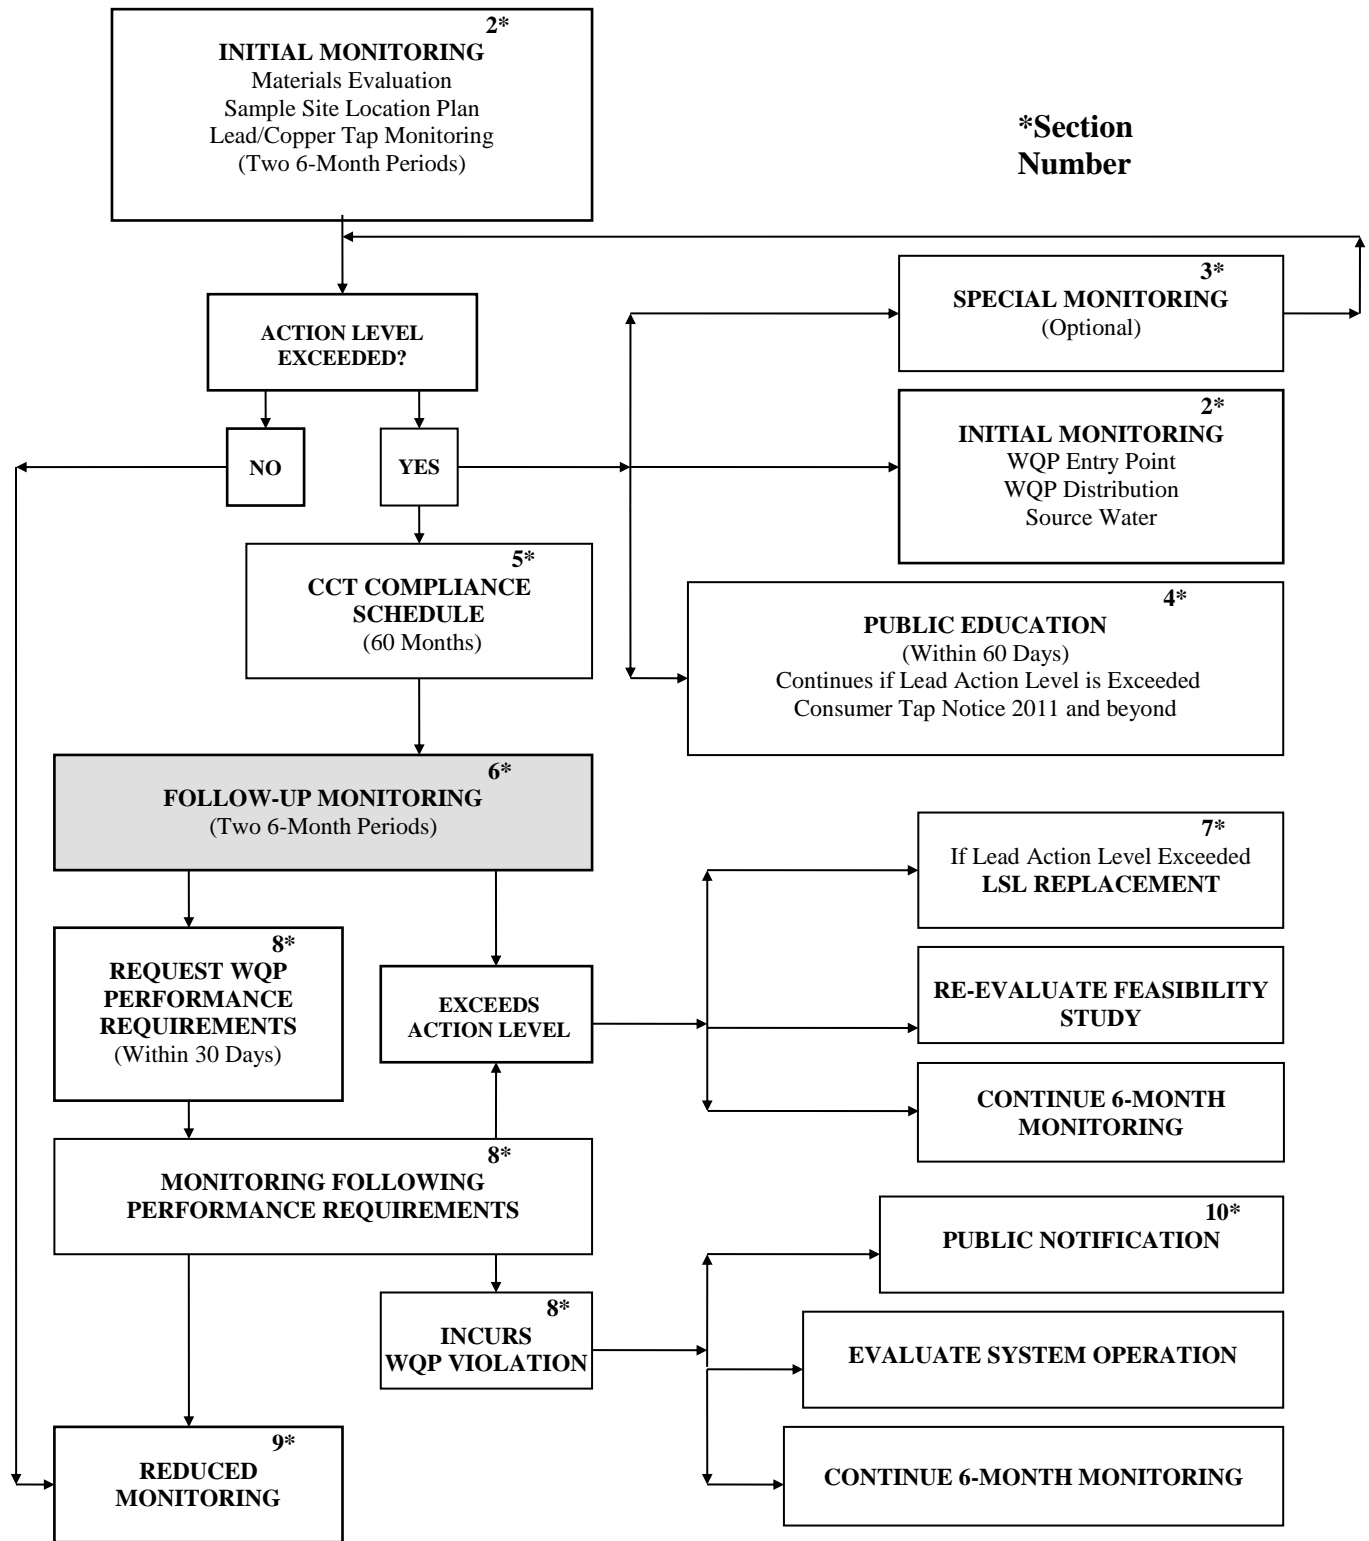 2*
INITIAL MONITORING
Materials Evaluation
Sample Site Location Plan
Lead/Copper Tap Monitoring
(Two 6-Month Periods)
*Section
Number
ACTION LEVEL
EXCEEDED?
3*
SPECIAL MONITORING
(Optional)
NO
YES
2*
INITIAL MONITORING
WQP Entry Point
WQP Distribution
Source Water
5*
CCT COMPLIANCE
SCHEDULE
(60 Months)
4*
PUBLIC EDUCATION
(Within 60 Days)
Continues if Lead Action Level is Exceeded
Consumer Tap Notice 2011 and beyond
6*
FOLLOW-UP MONITORING
(Two 6-Month Periods)
7*
If Lead Action Level Exceeded
LSL REPLACEMENT
8*
REQUEST WQP
PERFORMANCE
REQUIREMENTS
(Within 30 Days)
EXCEEDS
ACTION LEVEL
RE-EVALUATE FEASIBILITY
STUDY
CONTINUE 6-MONTH
MONITORING
8*
MONITORING FOLLOWING
PERFORMANCE REQUIREMENTS
10*
PUBLIC NOTIFICATION
8*
INCURS
WQP VIOLATION
EVALUATE SYSTEM OPERATION
9*
REDUCED
MONITORING
CONTINUE 6-MONTH MONITORING